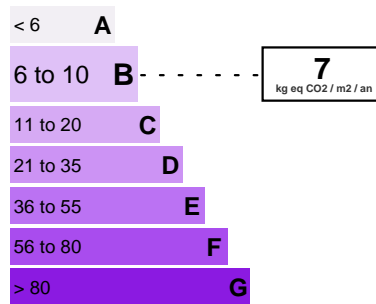 < 6 A
6 to 10 B
7
kg eq CO2 / m2 / an
11 to 20 C
21 to 35 D
36 to 55 E
56 to 80 F
> 80 G